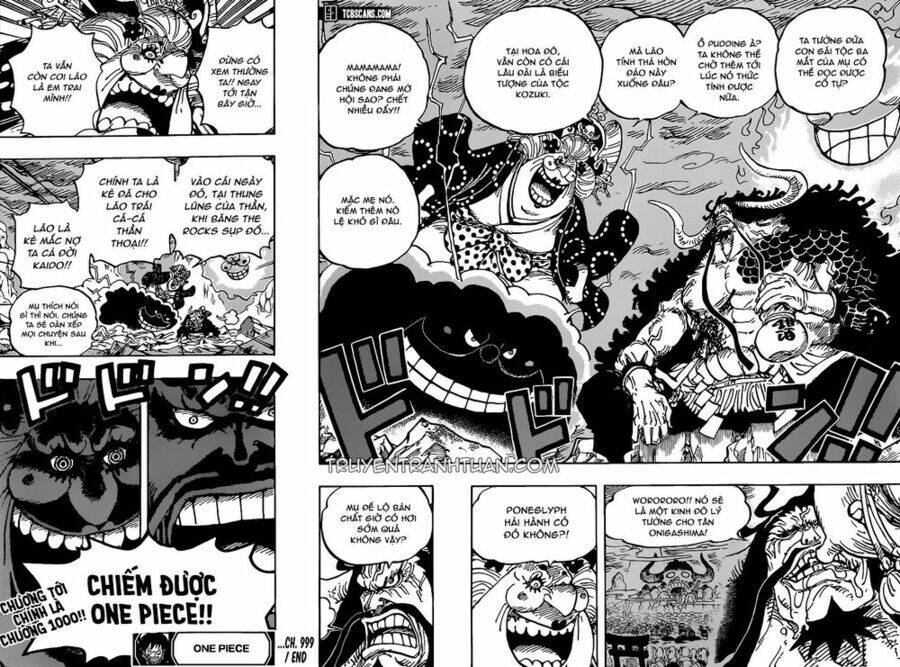 TCBSCANS.COM
TA TƯỞNG ĐỨA
CON GÁI TỘC BA
MẮT CỦA MỤ CÓ
THỂ ĐỌC ĐƯỢC
CÓ TỰ?
Ồ PUDDING À?
TA KHÔNG THỂ
CHỜ THÊM TỚI
LÚC NÓ THỨC
TỈNH ĐƯỢC
NỮA.
MÀ LÃO
TÍNH THẢ HÒN
ĐẢO NÀY
XUỐNG ĐÂU?
TẠI HOA ĐÔ,
VẪN CÒN CÓ CÁI
LÂU ĐÀI LÀ BIỂU
TƯỢNG CỦA TỘC
KOZUKI.
MAMAMAMA!
KHÔNG PHẢI
CHÚNG ĐANG MỞ
HỘI SAO? CHẾT
NHIỀU ĐẤY!!
MẶC MẸ NÓ.
KIẾM THÊM NÔ
LỆ KHÓ GÌ ĐÂU.
ドドドド!!
TRUYENTRANHTUAN.COM
WORORORO!! NÓ SẼ
LÀ MỘT KINH ĐÔ LÝ
TƯỞNG CHO TÂN
ONIGASHIMA!
PONEGLYPH
HẢI HÀNH CÓ
ĐÓ KHÔNG?!
MỤ ĐỂ LỘ BẢN
CHẤT GIỜ CÓ HƠI
SỚM QUÁ
KHÔNG VẬY?
ĐỪNG CÓ
XEM THƯỜNG
TA!! NGAY
TỚI TẬN
BÂY GIỜ...
TA VẪN
CÒN COI LÃO
LÀ EM TRAI
MÌNH!!
VÀO CÁI NGÀY
ĐÓ, TẠI THUNG
LŨNG CỦA THẦN,
KHI BĂNG THE
ROCKS SỤP ĐỔ...
CHÍNH TA LÀ
KẺ ĐÃ CHO
LÃO TRÁI
CÁ-CÁ
THẦN
THOẠI!!
LÃO LÀ
KẺ MẮC NỢ
TA CẢ ĐỜI
KAIDO!!
MỤ THÍCH NÓI
GÌ THÌ NÓI. CHÚNG
TA SẼ DÀN XẾP
MỌI CHUYỆN SAU
KHI...
ドドド!!
CHIẾM ĐƯỢC
ONE PIECE!!
CHƯƠNG TỚI
CHÍNH LÀ
CHƯƠNG 1000!!
ONE PIECE
...CH. 999
/ END